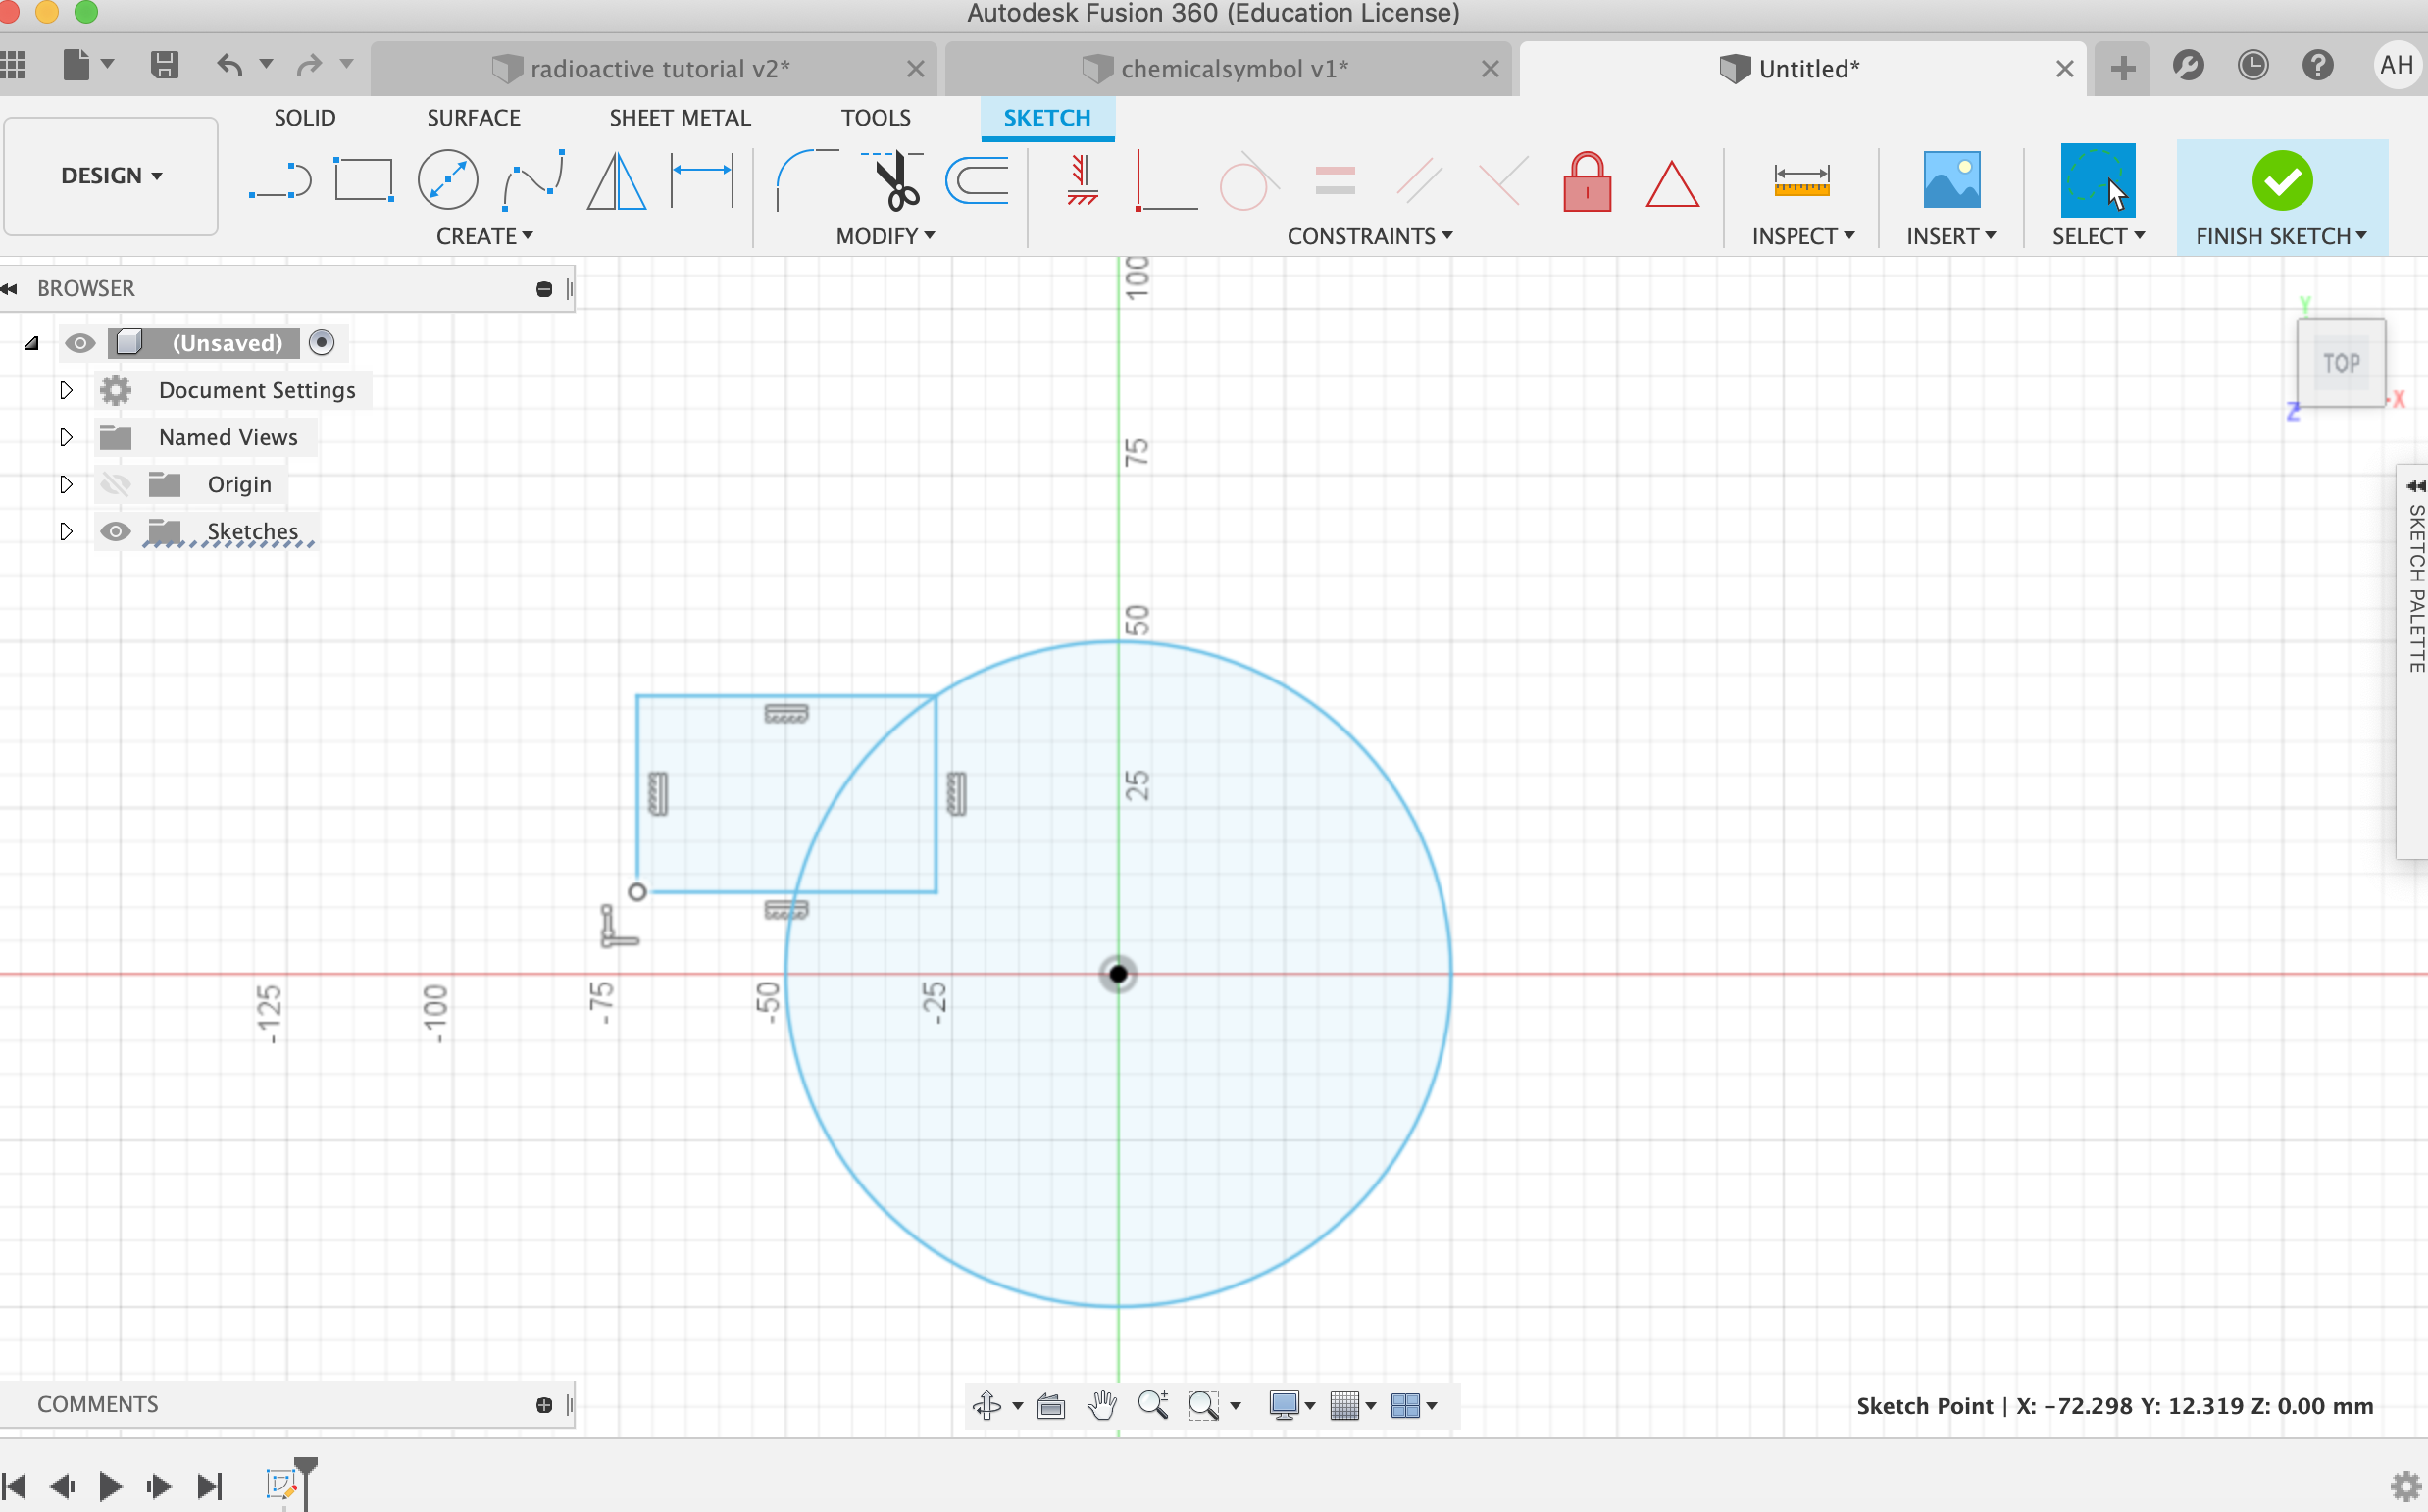 Autodesk Fusion 360 (Education License)
radioactive tutorial v2*
chemicalsymbol v1*
Untitled*
AH
SOLID
SURFACE
SHEET METAL
TOOLS
SKETCH
DESIGN
CREATE
MODIFY
CONSTRAINTS
INSPECT
INSERT
SELECT
FINISH SKETCH
BROWSER
(Unsaved)
Document Settings
Named Views
Origin
Sketches
100
75
50
25
-125
-100
-75
-50
-25
Y
TOP
X
Z
SKETCH PALETTE
COMMENTS
Sketch Point | X: -72.298 Y: 12.319 Z: 0.00 mm